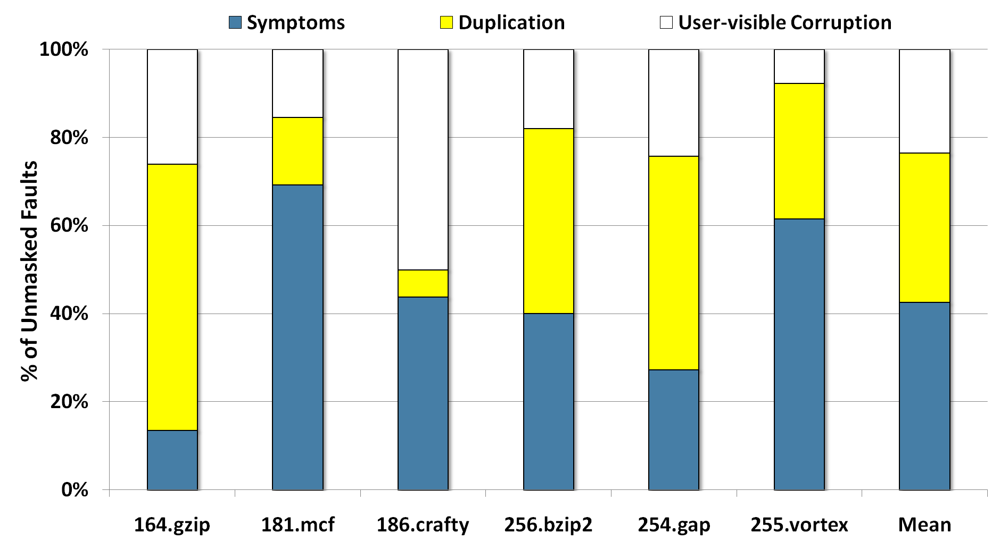 Symptoms Duplication User-visible Corruption
100%
80%
60%
40%
20%
0%
% of Unmasked Faults
164.gzip 181.mcf 186.crafty 256.bzip2 254.gap 255.vortex Mean